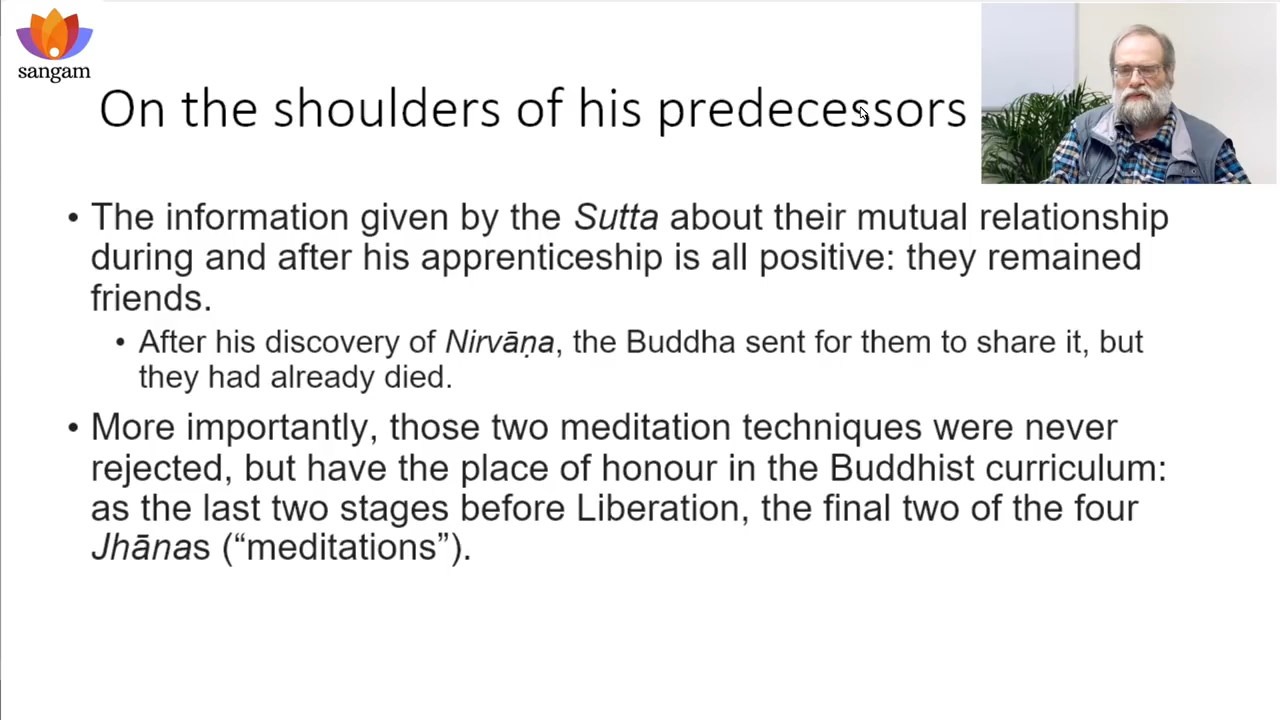 sangam
On the shoulders of his predecessors
• The information given by the Sutta about their mutual relationship
during and after his apprenticeship is all positive: they remained
friends.
• After his discovery of Nirvāṇa, the Buddha sent for them to share it, but
they had already died.
• More importantly, those two meditation techniques were never
rejected, but have the place of honour in the Buddhist curriculum:
as the last two stages before Liberation, the final two of the four
Jhānas (“meditations”).